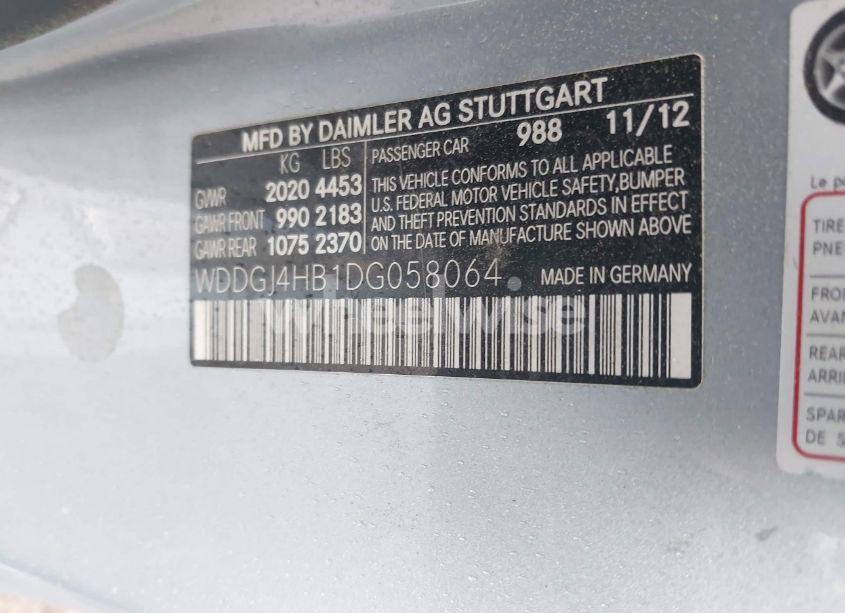 MFD BY DAIMLER AG STUTTGART
KG LBS
GVWR 2020 4453
GAWR FRONT 990 2183
GAWR REAR 1075 2370
PASSENGER CAR 988 11/12
THIS VEHICLE CONFORMS TO ALL APPLICABLE
U.S. FEDERAL MOTOR VEHICLE SAFETY,BUMPER
AND THEFT PREVENTION STANDARDS IN EFFECT
ON THE DATE OF MANUFACTURE SHOWN ABOVE
WDDGJ4HB1DG058064
MADE IN GERMANY
wheelwise
Le
TIRE
PNE
FRO
AVAN
REAR
ARRI
SPAR
DE